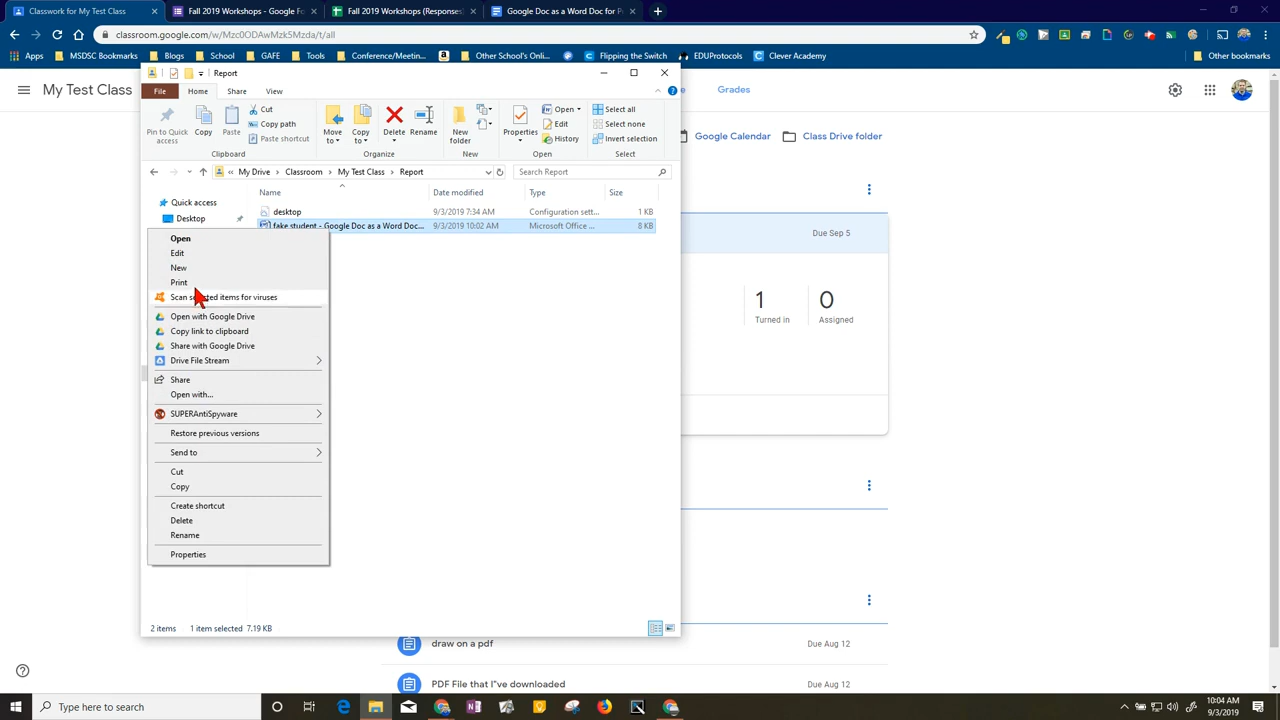 Classwork for My Test Class
Fall 2019 Workshops - Google Fo
Fall 2019 Workshops (Responses)
Google Doc as a Word Doc for P
classroom.google.com/w/Mzc0ODAwMzk5Mzda/t/all
Apps
MSDSC Bookmarks
Blogs
School
GAFE
Tools
Conference/Meetin...
Other School's Onlin...
Flipping the Switch
EDUProtocols
Clever Academy
Other bookmarks
My Test Class
Grades
Google Calendar
Class Drive folder
Report
File
Home
Share
View
Pin to Quick access
Copy
Paste
Cut
Copy path
Paste shortcut
Clipboard
Move to
Copy to
Delete
Rename
Organize
New folder
New
Properties
Open
Edit
History
Open
Select all
Select none
Invert selection
Select
« My Drive > Classroom > My Test Class > Report
Search Report
Name
Date modified
Type
Size
Quick access
Desktop
desktop
9/3/2019 7:34 AM
Configuration sett...
1 KB
fake student - Google Doc as a Word Doc...
9/3/2019 10:02 AM
Microsoft Office ...
8 KB
Open
Edit
New
Print
Scan selected items for viruses
Open with Google Drive
Copy link to clipboard
Share with Google Drive
Drive File Stream
Share
Open with...
SUPERAntiSpyware
Restore previous versions
Send to
Cut
Copy
Create shortcut
Delete
Rename
Properties
2 items
1 item selected 7.19 KB
Due Sep 5
1
Turned in
0
Assigned
draw on a pdf
Due Aug 12
PDF File that I"ve downloaded
Due Aug 12
Type here to search
10:04 AM
9/3/2019